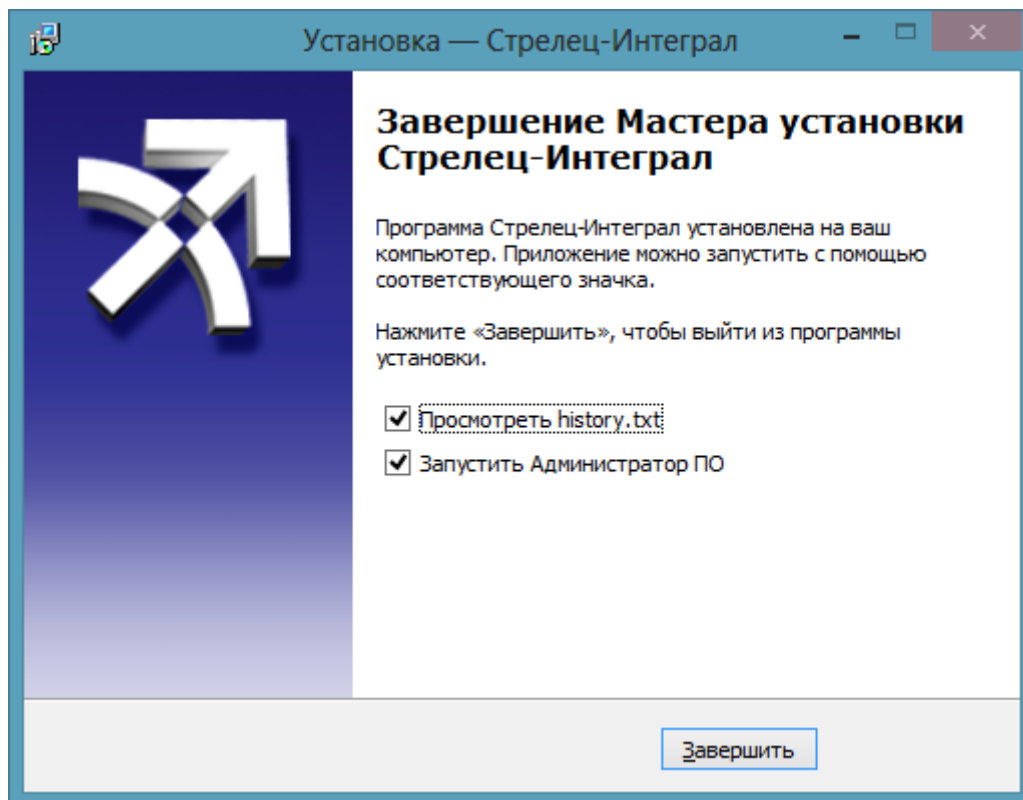 Установка — Стрелец-Интеграл
Завершение Мастера установки
Стрелец-Интеграл
Программа Стрелец-Интеграл установлена на ваш
компьютер. Приложение можно запустить с помощью
соответствующего значка.
Нажмите «Завершить», чтобы выйти из программы
установки.
Просмотреть history.txt
Запустить Администратор ПО
Завершить